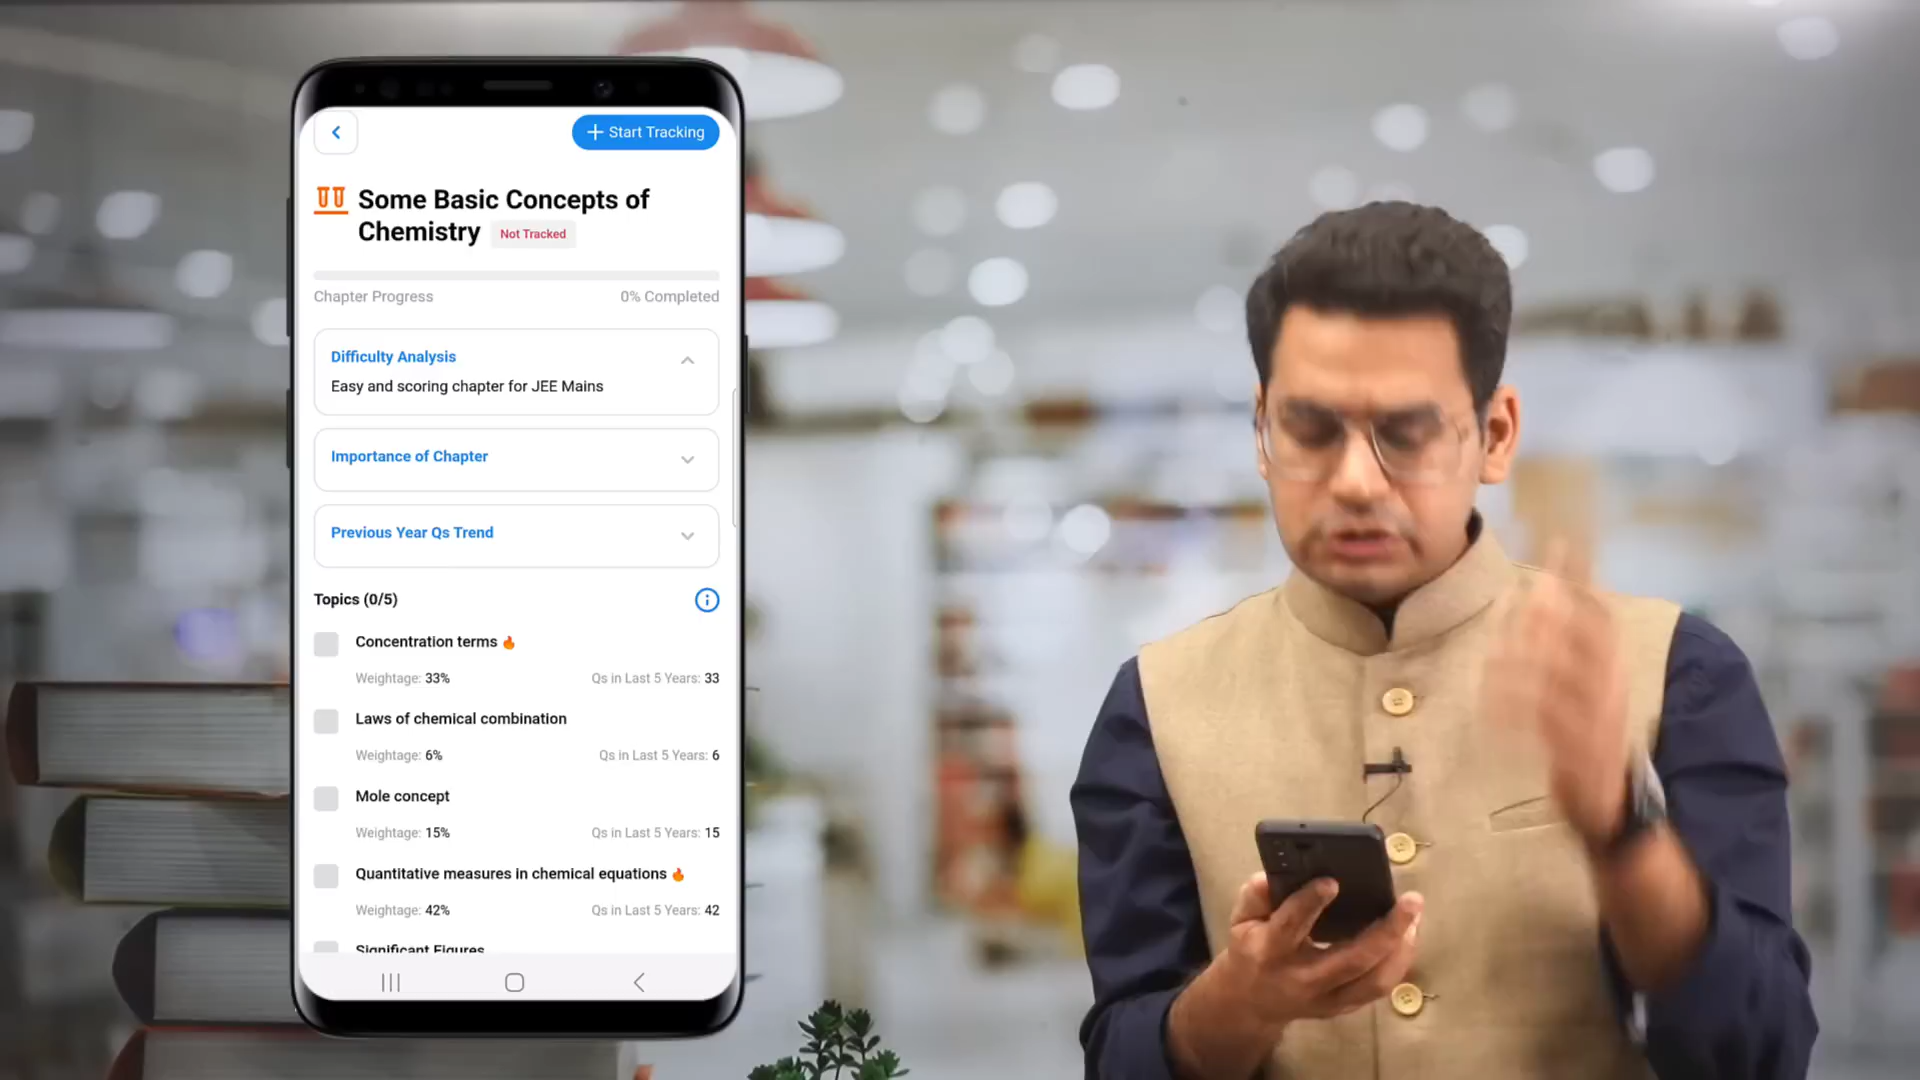 Start Tracking
Some Basic Concepts of
Chemistry Not Tracked
Chapter Progress 0% Completed
Difficulty Analysis
Easy and scoring chapter for JEE Mains
Importance of Chapter
Previous Year Qs Trend
Topics (0/5)
Concentration terms
Weightage: 33% Qs in Last 5 Years: 33
Laws of chemical combination
Weightage: 6% Qs in Last 5 Years: 6
Mole concept
Weightage: 15% Qs in Last 5 Years: 15
Quantitative measures in chemical equations
Weightage: 42% Qs in Last 5 Years: 42
Significant Figures